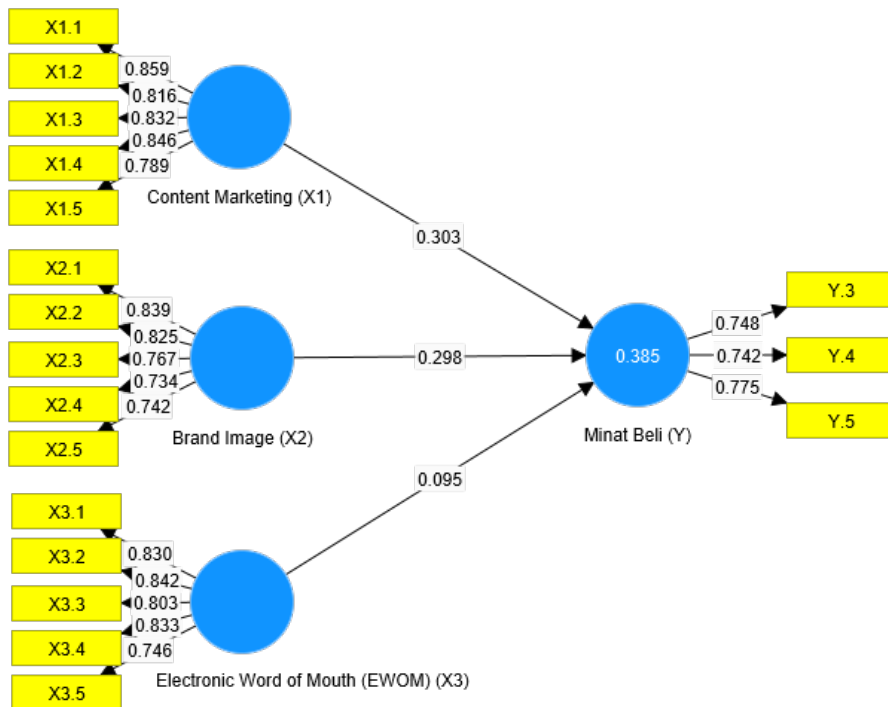 X1.1
X1.2
X1.3
X1.4
X1.5
0.859
0.816
0.832
0.846
0.789
Content Marketing (X1)
0.303
X2.1
X2.2
X2.3
X2.4
X2.5
0.839
0.825
0.767
0.734
0.742
Brand Image (X2)
0.298
X3.1
X3.2
X3.3
X3.4
X3.5
0.830
0.842
0.803
0.833
0.746
Electronic Word of Mouth (EWOM) (X3)
0.095
0.385
Minat Beli (Y)
0.748
0.742
0.775
Y.3
Y.4
Y.5